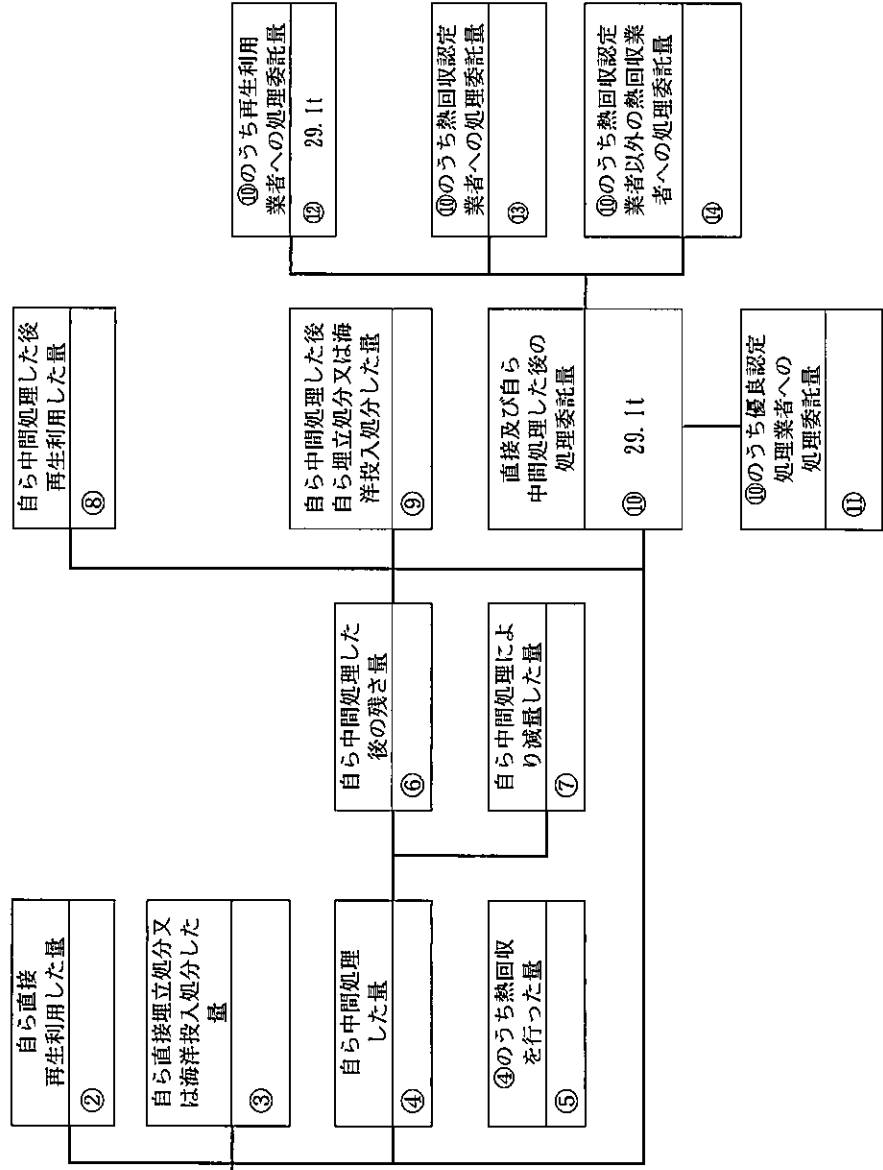 自ら直接
再生利用した量
②
自ら直接埋立処分又
は海洋投入処分した
量
③
自ら中間処理
した量
④
④のうち熱回収
を行った量
⑤
自ら中間処理した
後の残さ量
⑥
自ら中間処理によ
り減量した量
⑦
自ら中間処理した後
再生利用した量
⑧
自ら中間処理した後
自ら埋立処分又は海
洋投入処分した量
⑨
直接及び自ら
中間処理した後の
処理委託量
⑩ 29.1t
⑩のうち優良認定
処理業者への
処理委託量
⑪
⑩のうち再生利用
業者への処理委託量
⑫ 29.1t
⑩のうち熱回収認定
業者への処理委託量
⑬
⑩のうち熱回収認定
業者以外の熱回収業
者への処理委託量
⑭